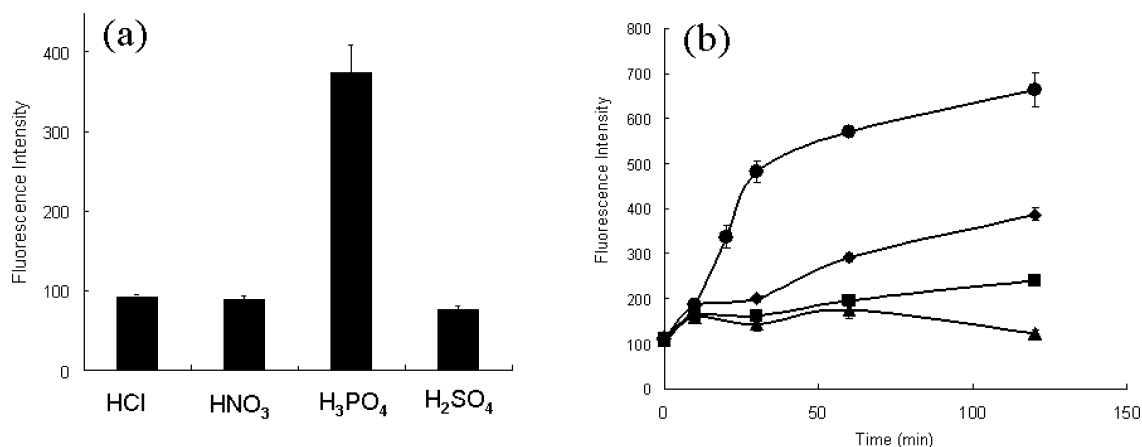 (a)
Fluorescence Intensity
400
300
200
100
0
HCl HNO₃ H₃PO₄ H₂SO₄
(b)
Fluorescence Intensity
800
700
600
500
400
300
200
100
0
0 50 100 150
Time (min)